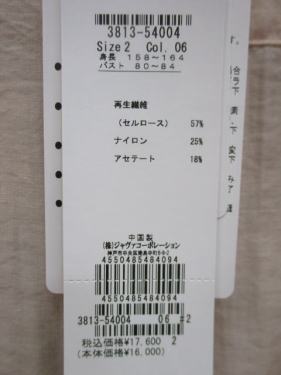 3813-54004
Size2 Col. 06
身長 158～164
バスト 80～84
再生繊維
(セルロース) 57%
ナイロン 25%
アセテート 18%
中国製
(株)ジャヴァコーポレーション
4550485484094
4550485484094
3813-54004 06 #2
税込価格¥17,600 2
(本体価格¥16,000)